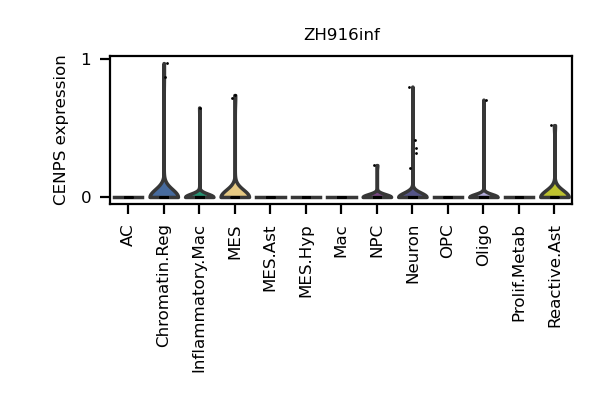 ZH916inf
CENPS expression
1
0
AC
Chromatin.Reg
Inflammatory.Mac
MES
MES.Ast
MES.Hyp
Mac
NPC
Neuron
OPC
Oligo
Prolif.Metab
Reactive.Ast